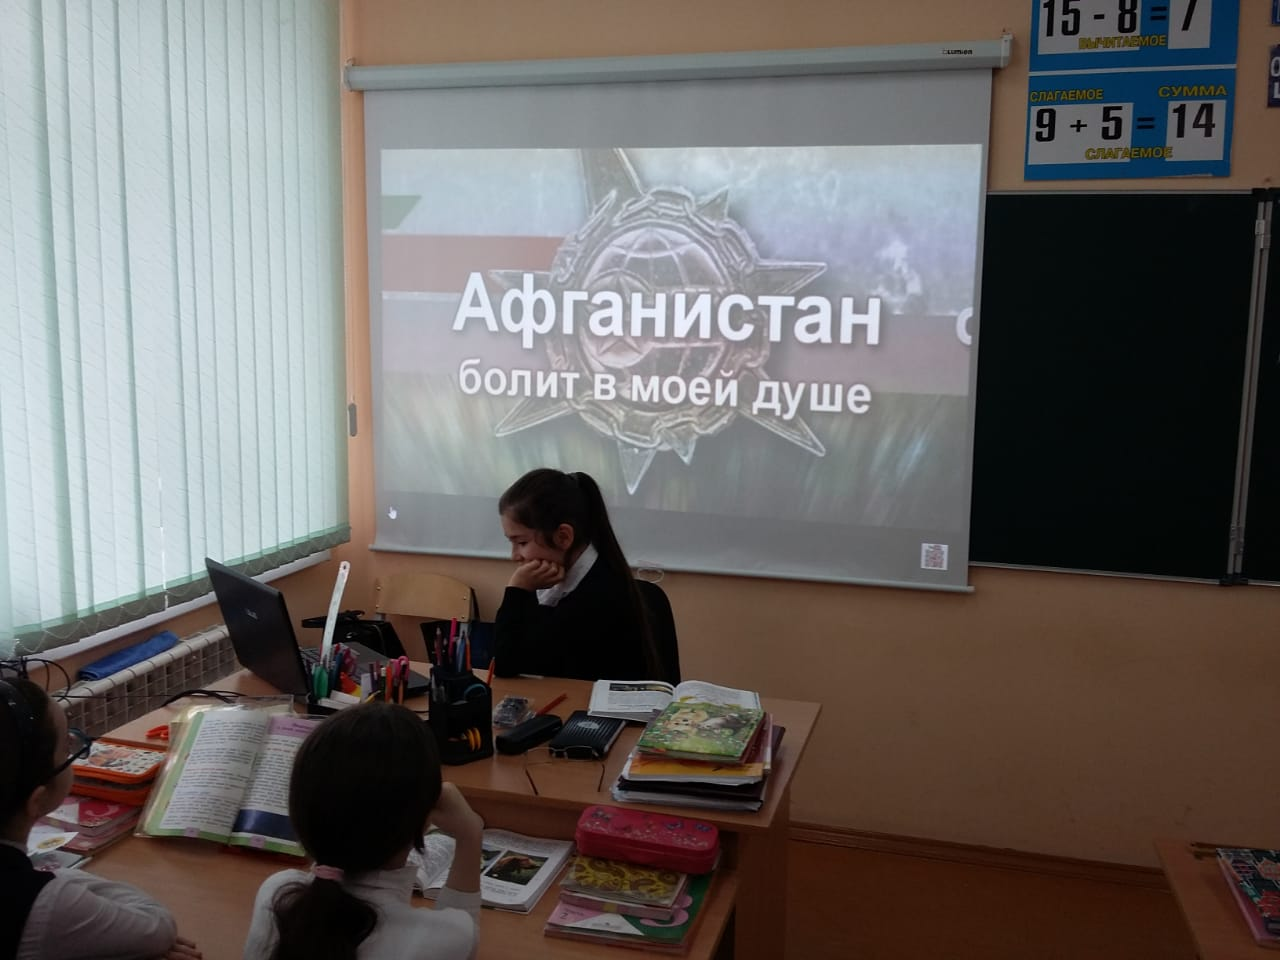 Lumien
15 - 8 = 7
ВЫЧИТАЕМОЕ
СЛАГАЕМОЕ СУММА
9 + 5 = 14
СЛАГАЕМОЕ
Афганистан
болит в моей душе